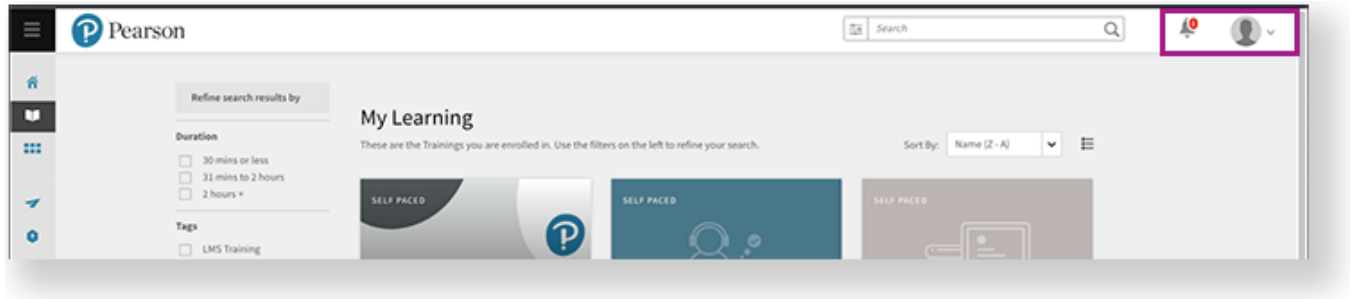 Pearson
Search
0
Refine search results by
My Learning
Duration
These are the Trainings you are enrolled in. Use the filters on the left to refine your search.
Sort By: Name (Z - A)
30 mins or less
31 mins to 2 hours
2 hours +
SELF PACED
SELF PACED
SELF PACED
Tags
LMS Training